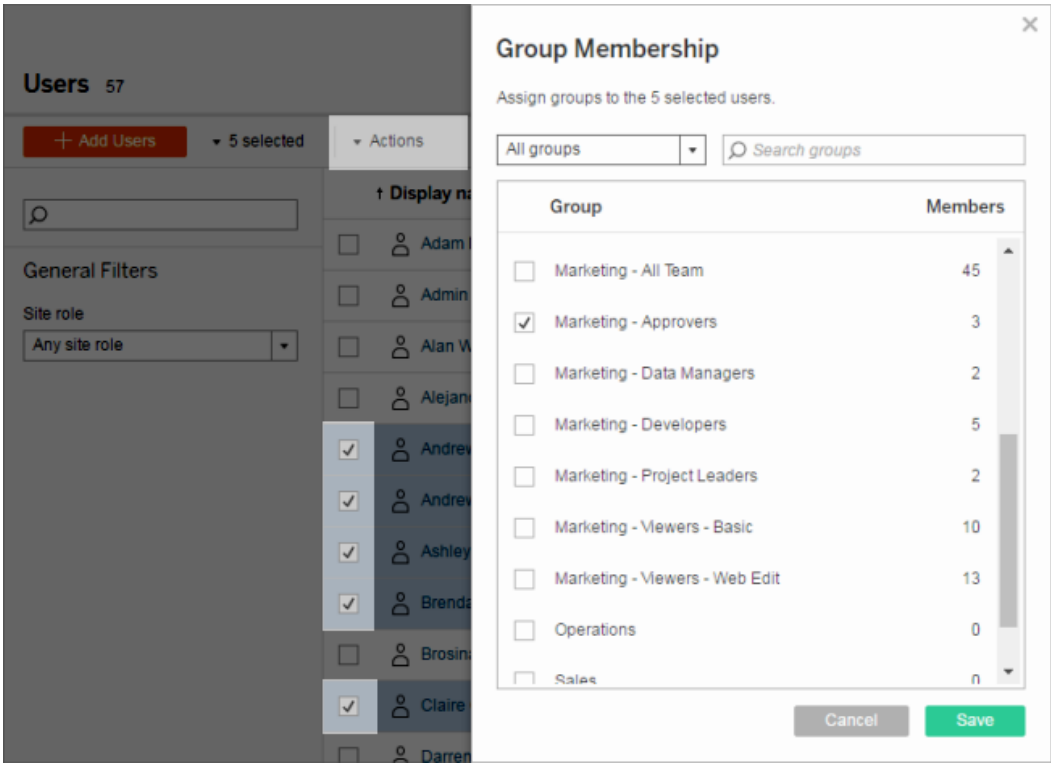 Users 57
+ Add Users
5 selected
Actions
General Filters
Site role
Any site role
↑ Display na
Adam
Admin
Alan W
Alejan
Andrew
Andrew
Ashley
Brenda
Brosin
Claire
Darren
×
Group Membership
Assign groups to the 5 selected users.
All groups
Search groups
Group Members
Marketing - All Team 45
Marketing - Approvers 3
Marketing - Data Managers 2
Marketing - Developers 5
Marketing - Project Leaders 2
Marketing - Viewers - Basic 10
Marketing - Viewers - Web Edit 13
Operations 0
Sales 0
Cancel
Save